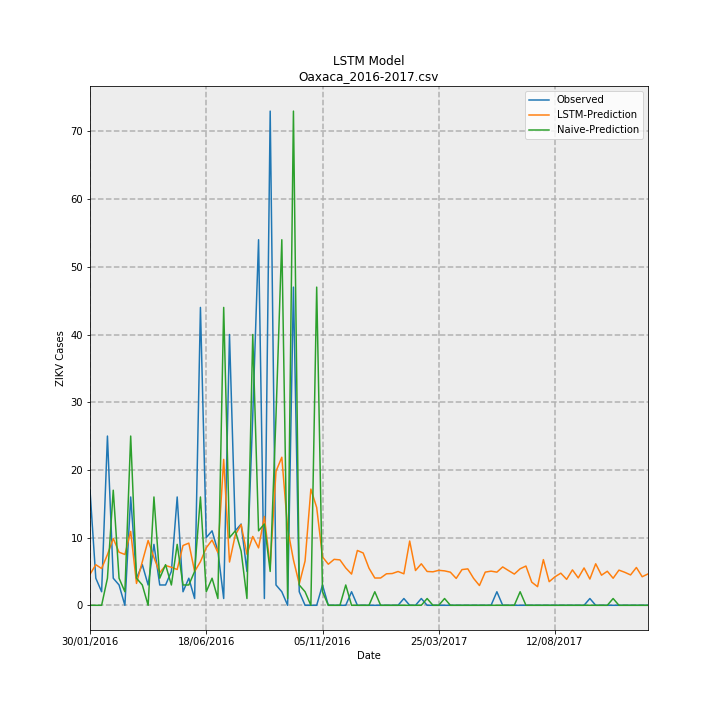 LSTM Model
Oaxaca_2016-2017.csv
Observed
LSTM-Prediction
Naive-Prediction
70
60
50
40
30
20
10
0
ZIKV Cases
30/01/2016
18/06/2016
05/11/2016
25/03/2017
12/08/2017
Date